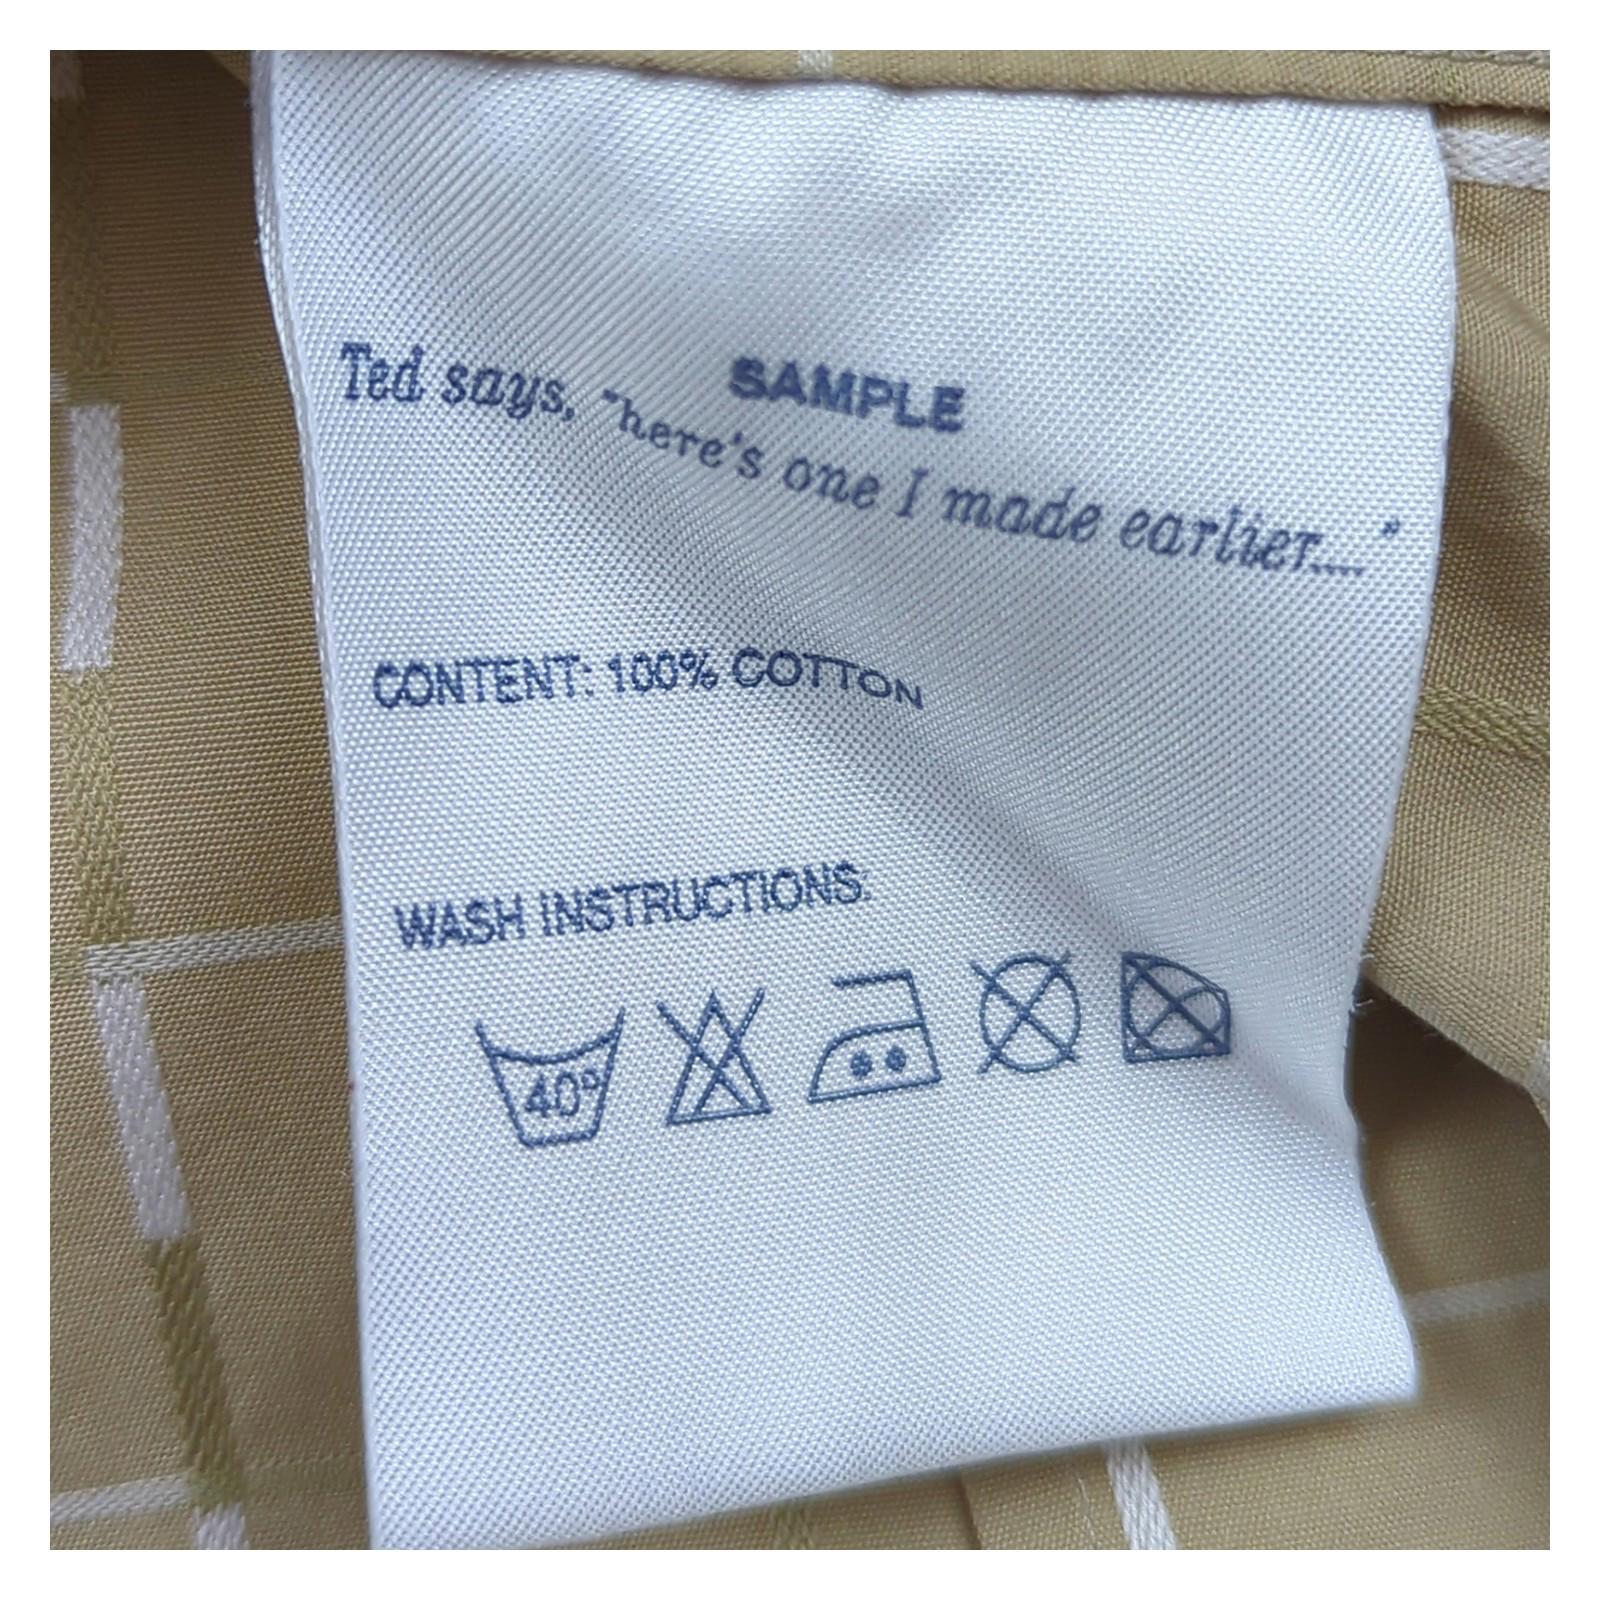 SAMPLE
Ted says, "here's one I made earlier...."
CONTENT: 100% COTTON
WASH INSTRUCTIONS:
40°